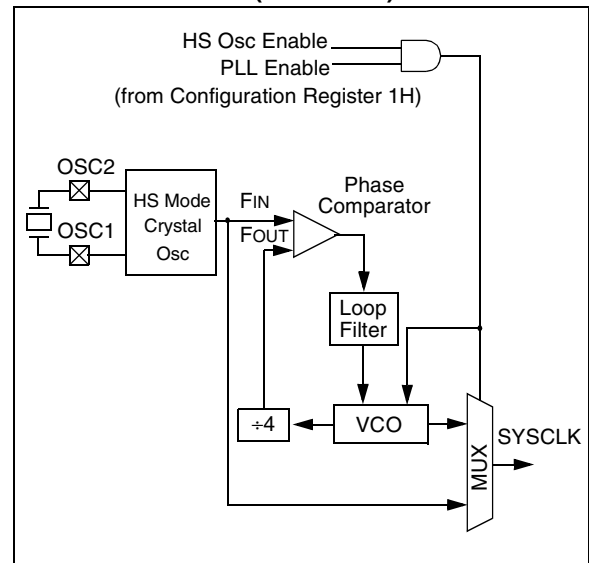 HS Osc Enable
PLL Enable
(from Configuration Register 1H)
OSC2
OSC1
HS Mode
Crystal
Osc
FIN
FOUT
Phase
Comparator
Loop
Filter
÷4
VCO
MUX
SYSCLK